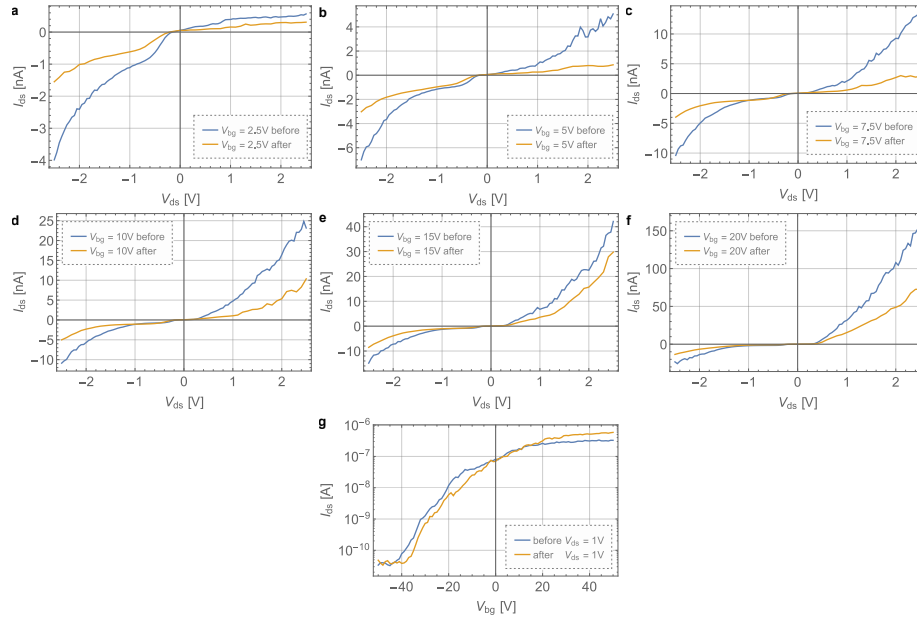 a
I_ds [nA]
0
−1
−2
−3
−4
V_bg = 2.5V before
V_bg = 2.5V after
−2 −1 0 1 2
V_ds [V]
b
I_ds [nA]
4
2
0
−2
−4
−6
V_bg = 5V before
V_bg = 5V after
−2 −1 0 1 2
V_ds [V]
c
I_ds [nA]
10
5
0
−5
−10
V_bg = 7.5V before
V_bg = 7.5V after
−2 −1 0 1 2
V_ds [V]
d
I_ds [nA]
25
20
15
10
5
0
−5
−10
V_bg = 10V before
V_bg = 10V after
−2 −1 0 1 2
V_ds [V]
e
I_ds [nA]
40
30
20
10
0
−10
V_bg = 15V before
V_bg = 15V after
−2 −1 0 1 2
V_ds [V]
f
I_ds [nA]
150
100
50
0
V_bg = 20V before
V_bg = 20V after
−2 −1 0 1 2
V_ds [V]
g
I_ds [A]
10^−6
10^−7
10^−8
10^−9
10^−10
before V_ds = 1V
after V_ds = 1V
−40 −20 0 20 40
V_bg [V]